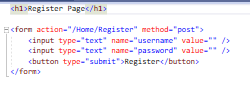 <h1>Register Page</h1>
<form action="/Home/Register" method="post">
<input type="text" name="username" value="" />
<input type="text" name="password" value="" />
<button type="submit">Register</button>
</form>